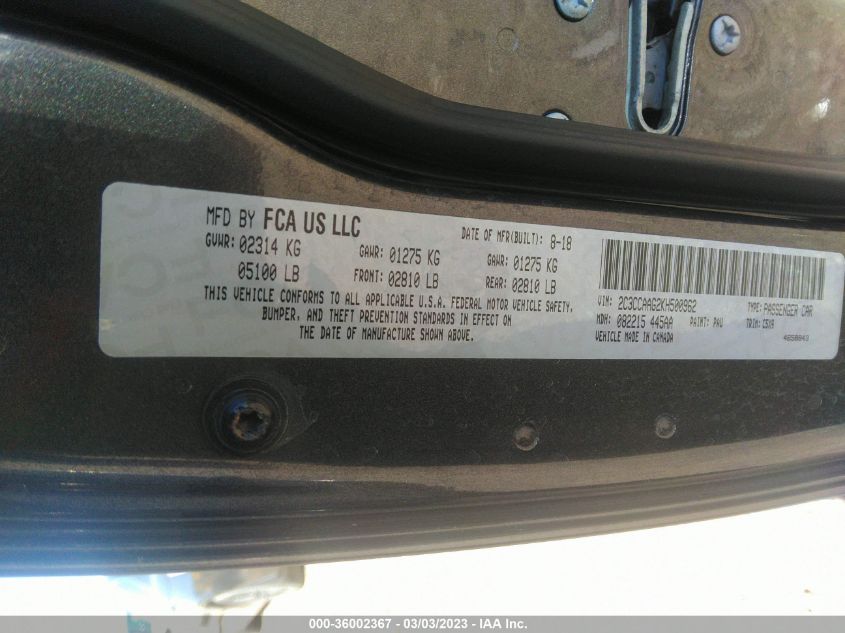 MFD BY FCA US LLC
DATE OF MFR(BUILT): 8-18
GVWR: 02314 KG GAWR: 01275 KG GAWR: 01275 KG
05100 LB FRONT: 02810 LB REAR: 02810 LB
THIS VEHICLE CONFORMS TO ALL APPLICABLE U.S.A. FEDERAL MOTOR VEHICLE SAFETY,
BUMPER, AND THEFT PREVENTION STANDARDS IN EFFECT ON
THE DATE OF MANUFACTURE SHOWN ABOVE.
VIN: 2C3CCAAG2KH500962 TYPE: PASSENGER CAR
MDH: 082215 445AA PAINT: PAU TRIM: C5X9
VEHICLE MADE IN CANADA 4658043
000-36002367 — 03/03/2023 — IAA Inc.